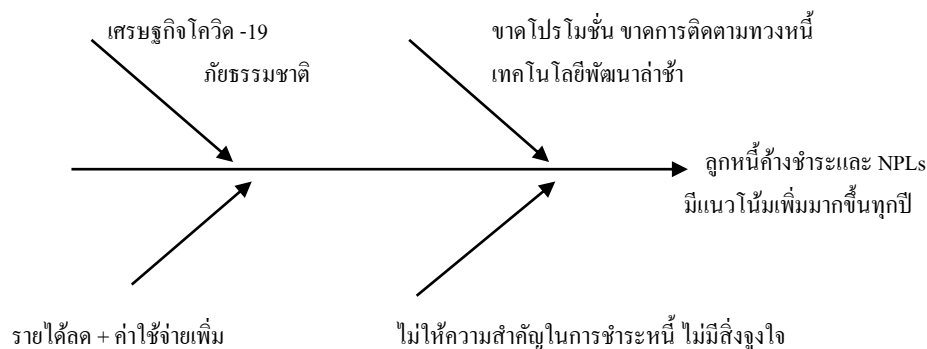 เศรษฐกิจโควิด -19
ภัยธรรมชาติ
ขาดโปรโมชั่น ขาดการติดตามทวงหนี้
เทคโนโลยีพัฒนาล่าช้า
ลูกหนี้ค้างชำระและ NPLs
มีแนวโน้มเพิ่มมากขึ้นทุกปี
รายได้ลด + ค่าใช้จ่ายเพิ่ม
ไม่ให้ความสำคัญในการชำระหนี้ ไม่มีสิ่งจูงใจ